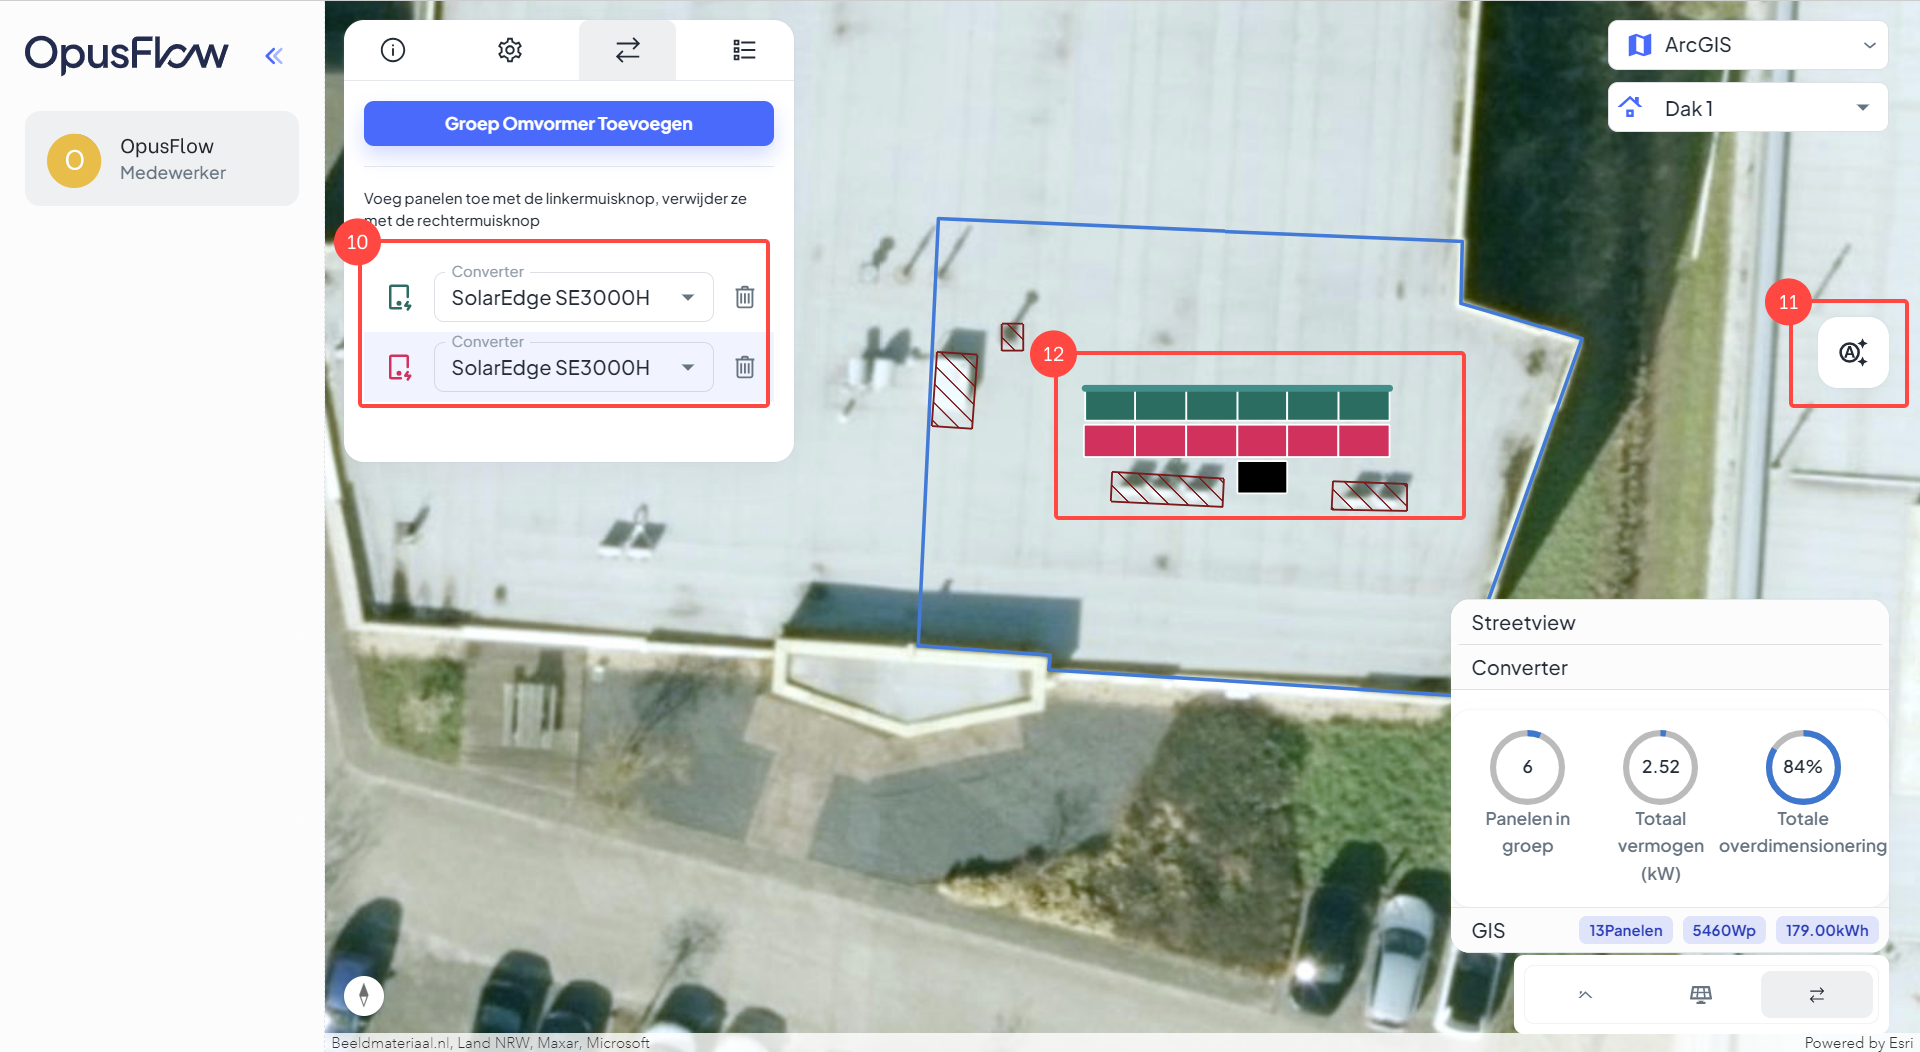 OpusFlow
O
OpusFlow
Medewerker
Groep Omvormer Toevoegen
Voeg panelen toe met de linkermuisknop, verwijder ze
met de rechtermuisknop
10
Converter
SolarEdge SE3000H
Converter
SolarEdge SE3000H
ArcGIS
Dak 1
11
12
Streetview
Converter
6
Panelen in
groep
2.52
Totaal
vermogen
(kW)
84%
Totale
overdimensionering
GIS
13Panelen
5460Wp
179.00kWh
Beeldmateriaal.nl, Land NRW, Maxar, Microsoft
Powered by Esri